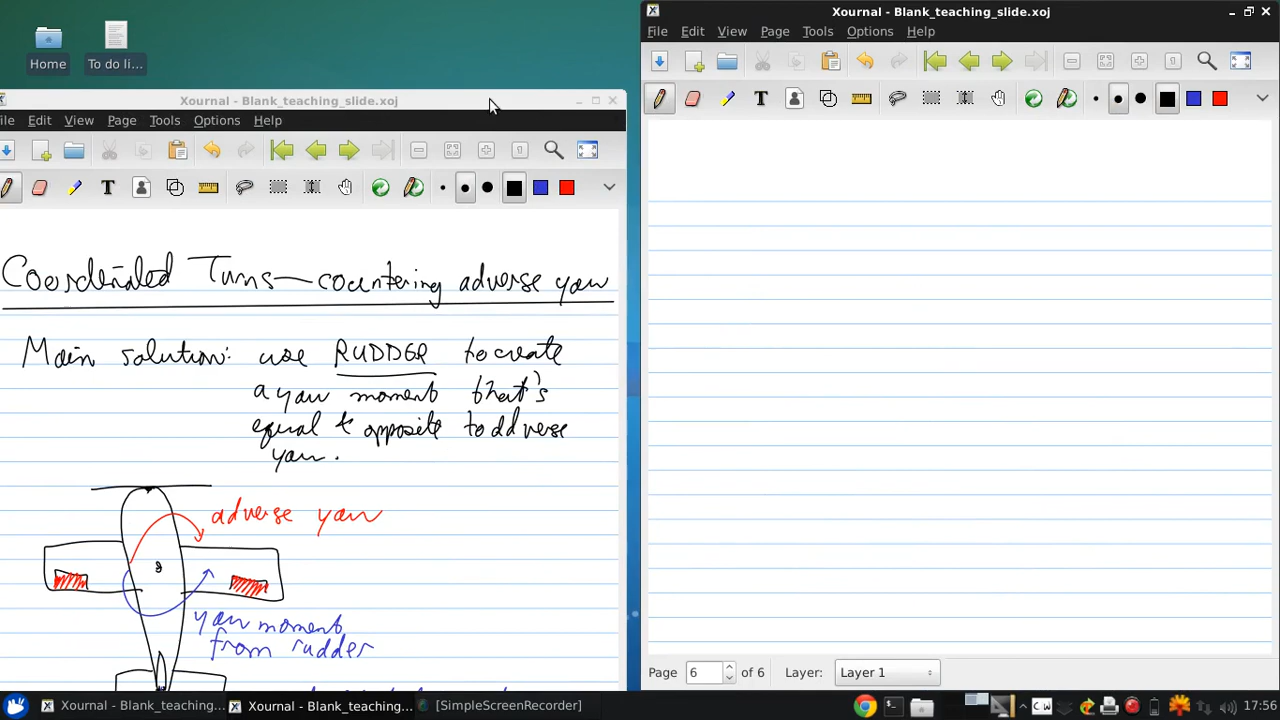 Home
To do li...
Xournal - Blank_teaching_slide.xoj
ile Edit View Page Tools Options Help
Coordinated Turns—countering adverse yaw
Main solution: use RUDDER to create
a yaw moment that's
equal & opposite to adverse
yaw.
adverse yaw
yaw moment
from rudder
Xournal - Blank_teaching_slide.xoj
File Edit View Page Tools Options Help
Page 6 of 6 Layer: Layer 1
Xournal - Blank_teaching... Xournal - Blank_teaching... [SimpleScreenRecorder] 17:56